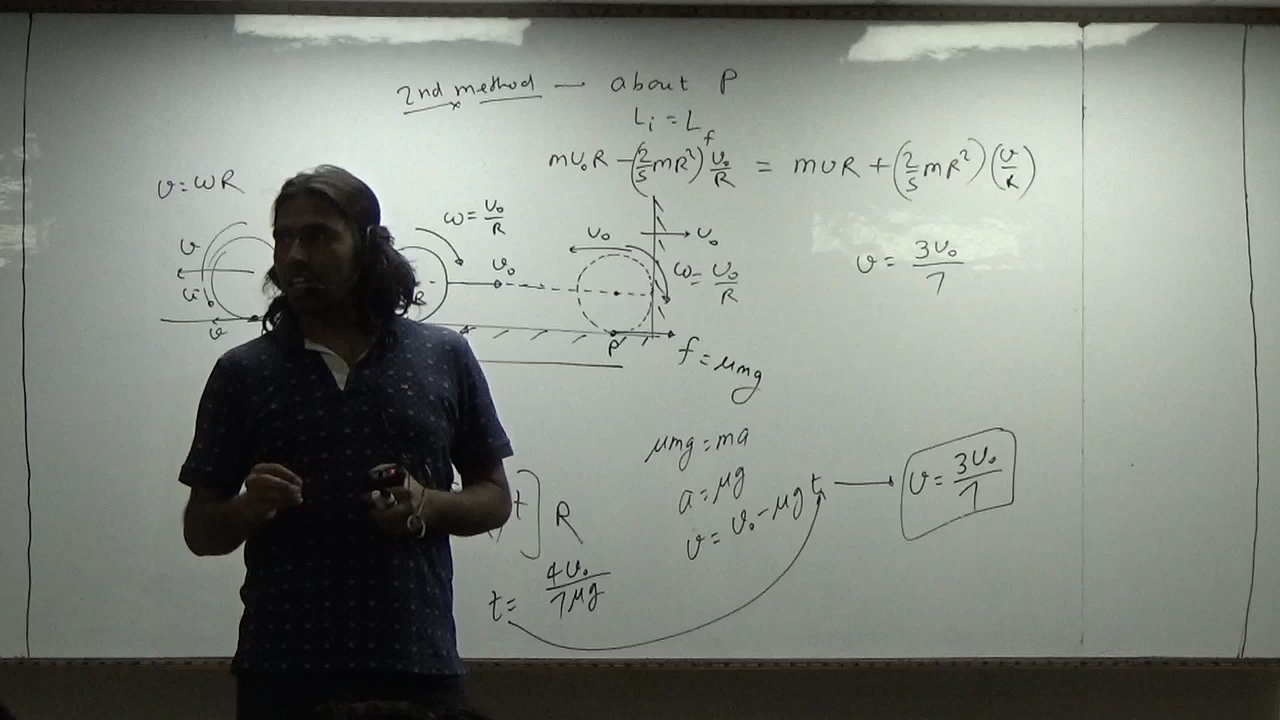 2nd method — about P
Li = Lf
mv₀R − (2/5 mR²) v₀/R = mvR + (2/5 mR²)(v/R)
v = ωR
ω = v₀/R
v
v₀
v₀
v₀
ω = v₀/R
v = 3v₀/7
R
v
P
f = μmg
μmg = ma
a = μg
v = v₀ − μgt → v = 3v₀/7
t] R
t = 4v₀/7μg